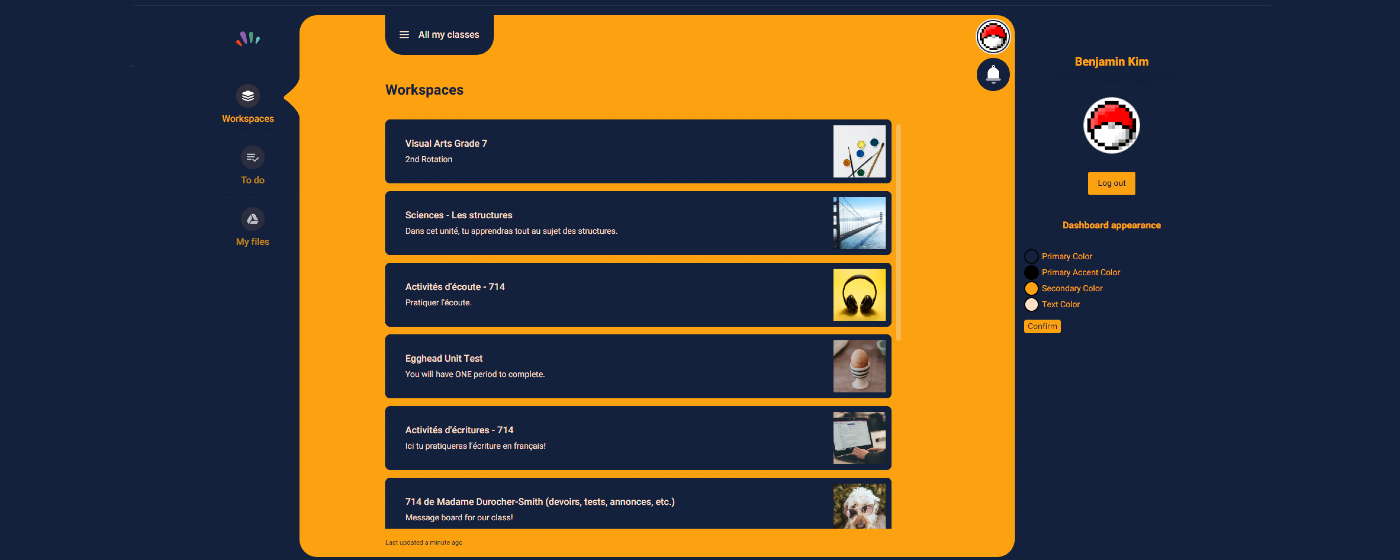 All my classes
Workspaces
To do
My files
Workspaces
Visual Arts Grade 7
2nd Rotation
Sciences - Les structures
Dans cet unité, tu apprendras tout au sujet des structures.
Activités d'écoute - 714
Pratiquer l'écoute.
Egghead Unit Test
You will have ONE period to complete.
Activités d'écritures - 714
Ici tu pratiqueras l'écriture en français!
714 de Madame Durocher-Smith (devoirs, tests, annonces, etc.)
Message board for our class!
Last updated a minute ago
Benjamin Kim
Log out
Dashboard appearance
Primary Color
Primary Accent Color
Secondary Color
Text Color
Confirm